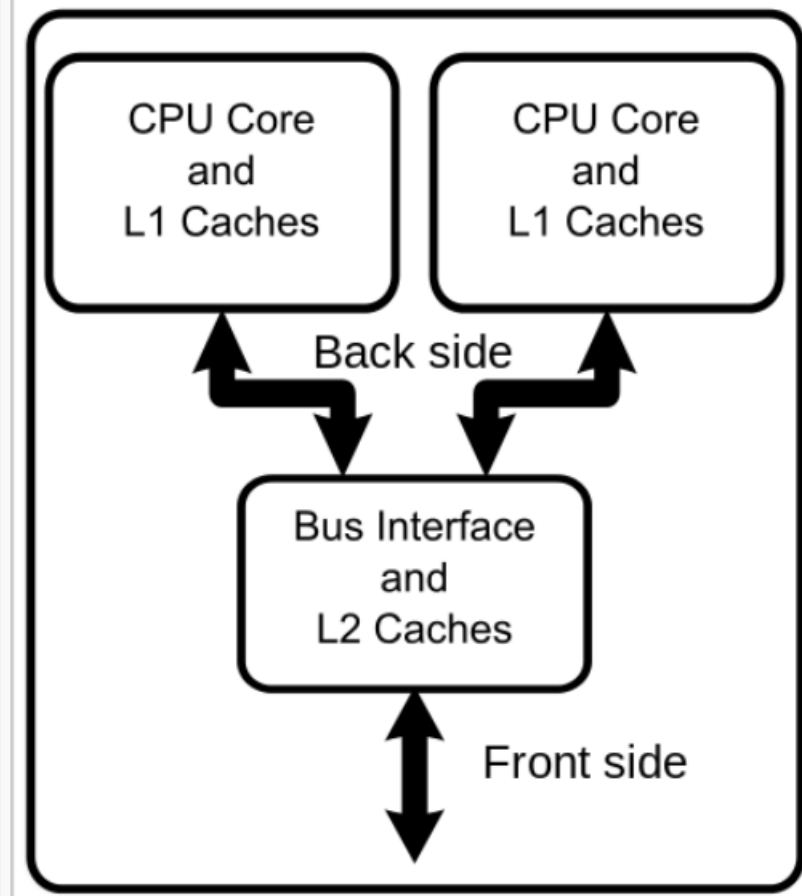 CPU Core
and
L1 Caches
CPU Core
and
L1 Caches
Back side
Bus Interface
and
L2 Caches
Front side